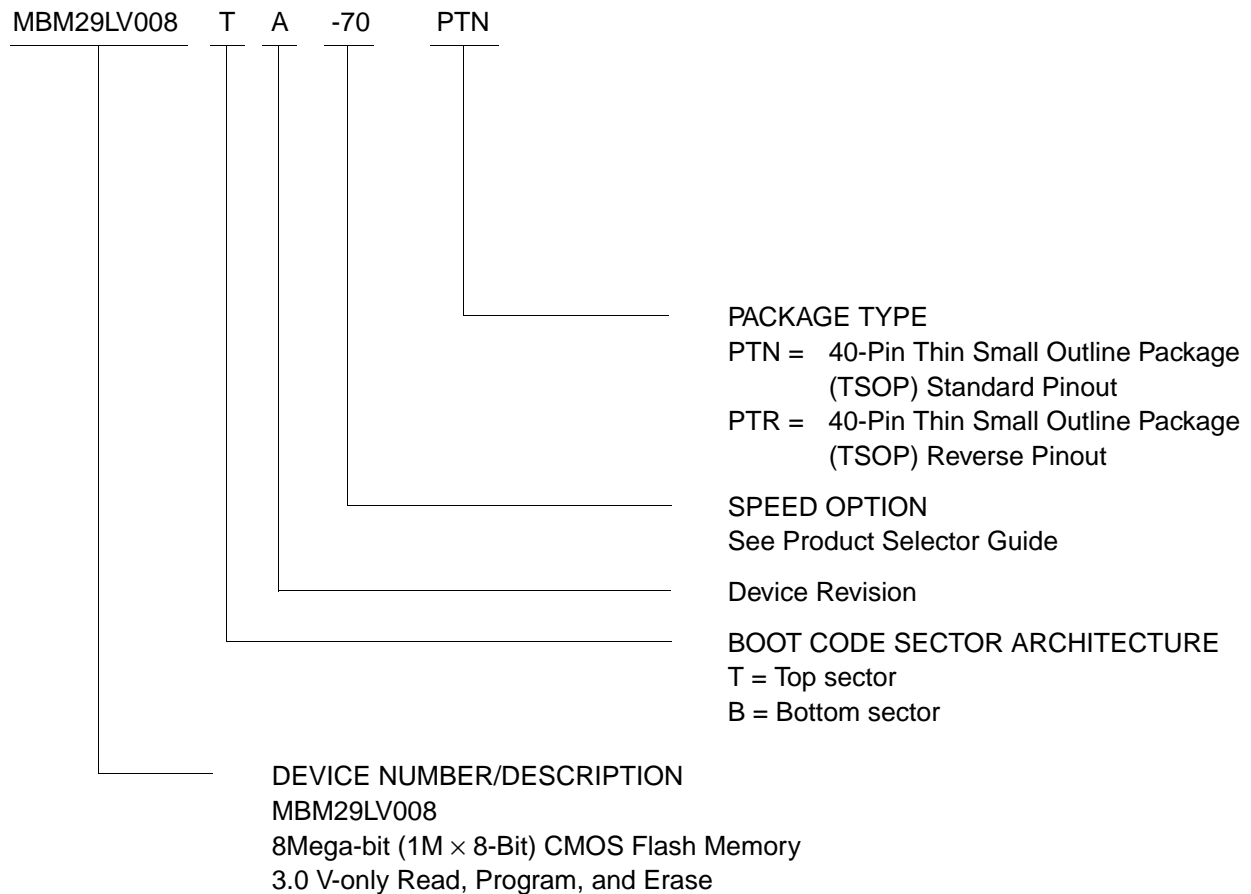 MBM29LV008 T A -70 PTN
PACKAGE TYPE
PTN = 40-Pin Thin Small Outline Package
(TSOP) Standard Pinout
PTR = 40-Pin Thin Small Outline Package
(TSOP) Reverse Pinout
SPEED OPTION
See Product Selector Guide
Device Revision
BOOT CODE SECTOR ARCHITECTURE
T = Top sector
B = Bottom sector
DEVICE NUMBER/DESCRIPTION
MBM29LV008
8Mega-bit (1M × 8-Bit) CMOS Flash Memory
3.0 V-only Read, Program, and Erase